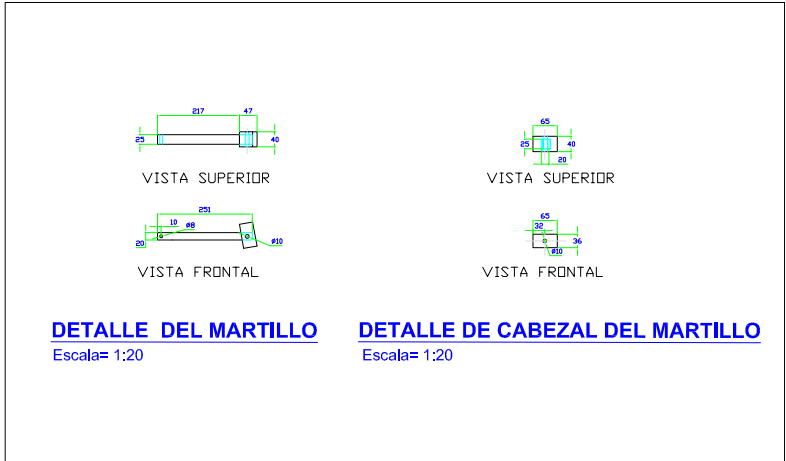 217
47
25
40
VISTA SUPERIOR
251
10
ø8
20
ø10
VISTA FRONTAL
DETALLE DEL MARTILLO
Escala= 1:20
65
25
40
20
VISTA SUPERIOR
65
32
36
ø10
VISTA FRONTAL
DETALLE DE CABEZAL DEL MARTILLO
Escala= 1:20